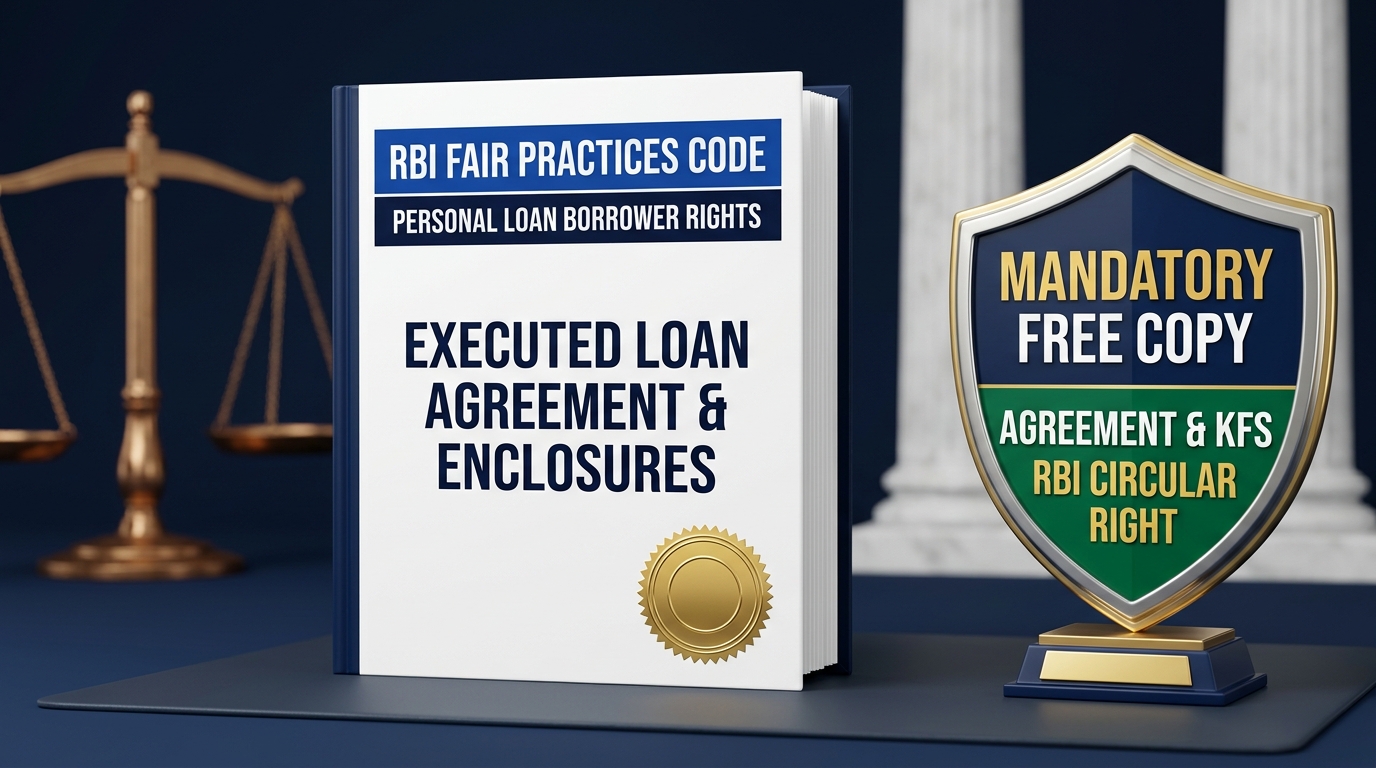 RBI FAIR PRACTICES CODE
PERSONAL LOAN BORROWER RIGHTS
EXECUTED LOAN
AGREEMENT &
ENCLOSURES
MANDATORY
FREE COPY
AGREEMENT & KFS
RBI CIRCULAR
RIGHT